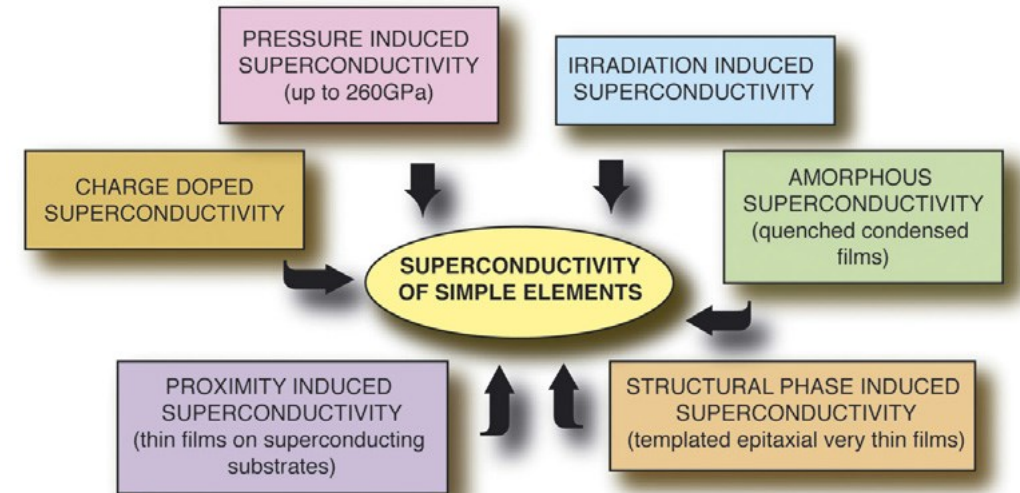 PRESSURE INDUCED
SUPERCONDUCTIVITY
(up to 260GPa)
IRRADIATION INDUCED
SUPERCONDUCTIVITY
CHARGE DOPED
SUPERCONDUCTIVITY
AMORPHOUS
SUPERCONDUCTIVITY
(quenched condensed
films)
SUPERCONDUCTIVITY
OF SIMPLE ELEMENTS
PROXIMITY INDUCED
SUPERCONDUCTIVITY
(thin films on superconducting
substrates)
STRUCTURAL PHASE INDUCED
SUPERCONDUCTIVITY
(templated epitaxial very thin films)